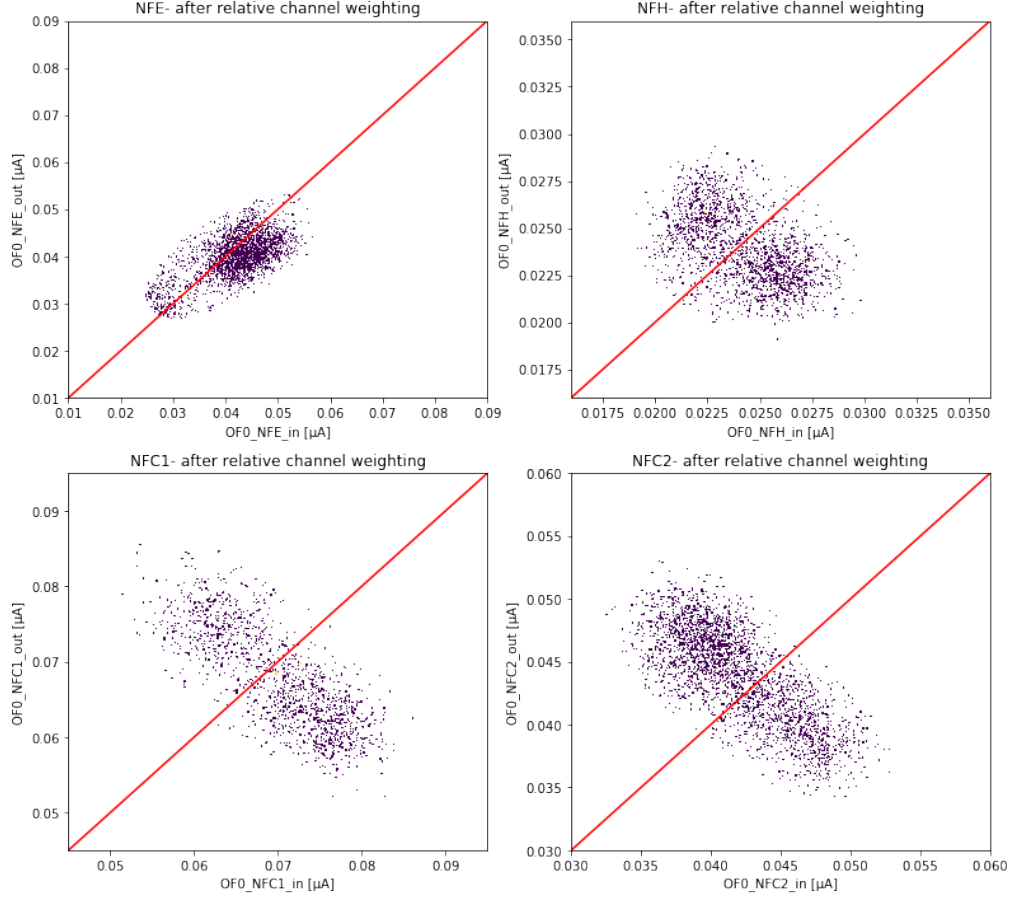 NFE- after relative channel weighting
0.09
0.08
0.07
0.06
0.05
0.04
0.03
0.02
0.01
OF0_NFE_out [µA]
0.01 0.02 0.03 0.04 0.05 0.06 0.07 0.08 0.09
OF0_NFE_in [µA]
NFH- after relative channel weighting
0.0350
0.0325
0.0300
0.0275
0.0250
0.0225
0.0200
0.0175
OF0_NFH_out [µA]
0.0175 0.0200 0.0225 0.0250 0.0275 0.0300 0.0325 0.0350
OF0_NFH_in [µA]
NFC1- after relative channel weighting
0.09
0.08
0.07
0.06
0.05
OF0_NFC1_out [µA]
0.05 0.06 0.07 0.08 0.09
OF0_NFC1_in [µA]
NFC2- after relative channel weighting
0.060
0.055
0.050
0.045
0.040
0.035
0.030
OF0_NFC2_out [µA]
0.030 0.035 0.040 0.045 0.050 0.055 0.060
OF0_NFC2_in [µA]